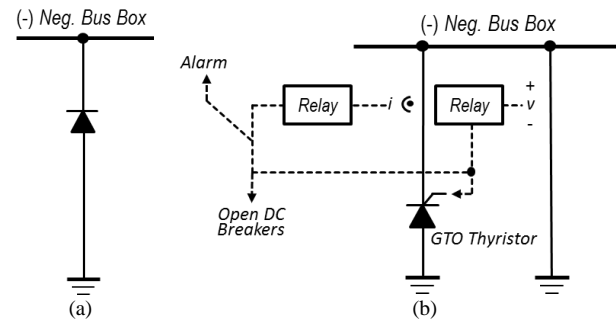 (-) Neg. Bus Box
(a)
(-) Neg. Bus Box
Alarm
Relay
i
Relay
+
v
-
Open DC
Breakers
GTO Thyristor
(b)